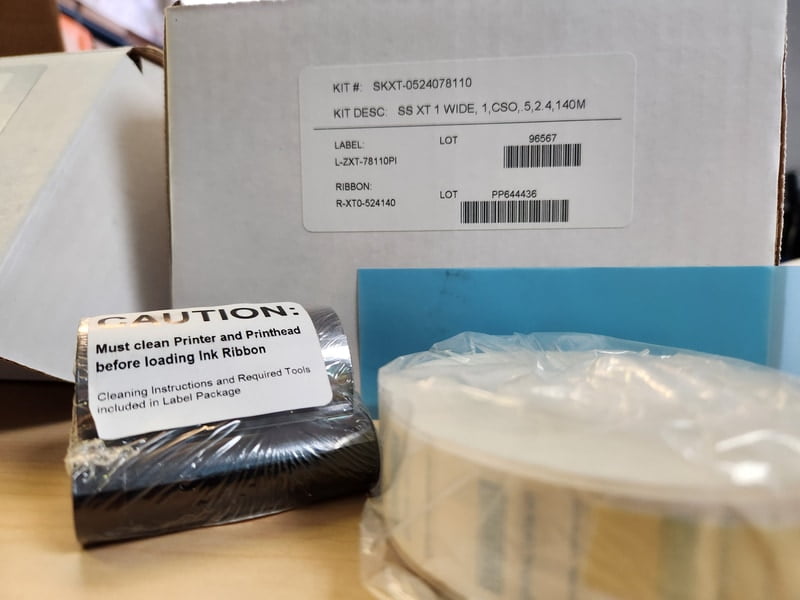 KIT #: SKXT-0524078110
KIT DESC: SS XT 1 WIDE, 1,CSO,.5,2.4,140M
LABEL: LOT 96567
L-ZXT-78110PI
RIBBON: LOT PP644436
R-XT0-524140
CAUTION:
Must clean Printer and Printhead
before loading Ink Ribbon
Cleaning Instructions and Required Tools
included in Label Package